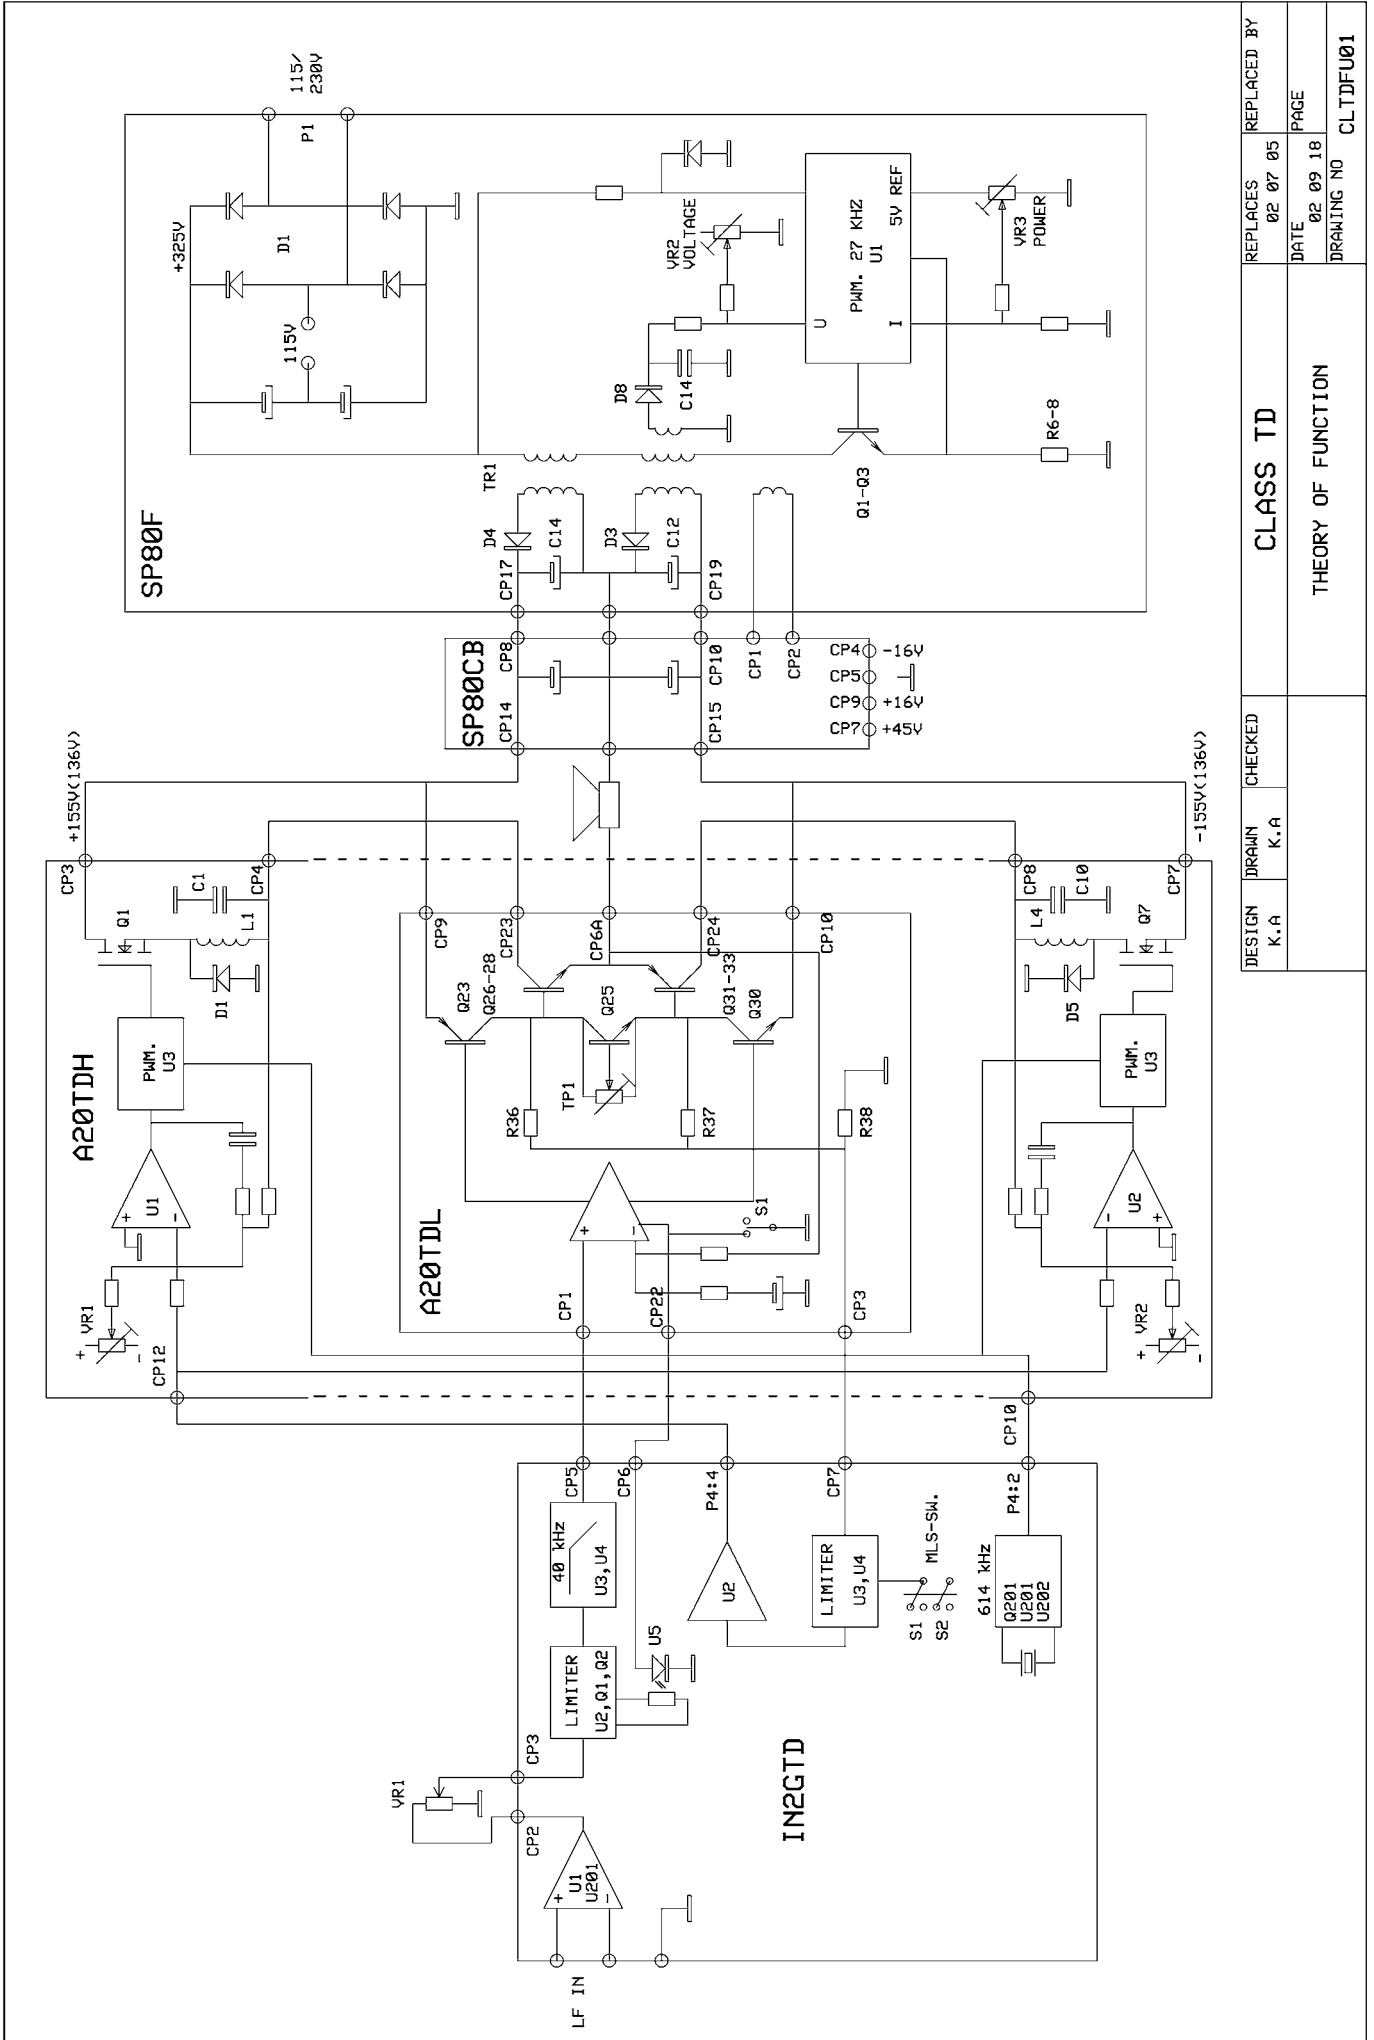 SP80F
+325V
D1
115V
P1
115/
230V
TR1
D4
C14
D3
C12
CP17
CP19
D8
C14
VR2
VOLTAGE
U
I
PWM. 27 KHZ
U1
5V REF
VR3
POWER
Q1-Q3
R6-8
SP80CB
CP8
CP10
CP14
CP15
CP1
CP2
CP4
-16V
CP5
CP9
+16V
CP7
+45V
+155V(136V)
-155V(136V)
A20TDH
CP3
CP4
C1
L1
Q1
D1
PWM.
U3
+
-
U1
VR1
+
-
CP12
CP8
C10
L4
CP7
Q7
D5
PWM.
U3
-
+
U2
VR2
+
-
CP10
A20TDL
CP9
CP23
CP6A
CP24
CP10
Q23
Q26-28
Q25
Q31-33
Q30
TP1
R36
R37
R38
+
-
S1
CP1
CP22
CP3
IN2GTD
CP5
CP6
P4:4
CP7
P4:2
40 kHz
U3,U4
LIMITER
U2,Q1,Q2
U5
U2
LIMITER
U3,U4
MLS-SW.
S1
S2
614 kHz
Q201
U201
U202
VR1
CP3
CP2
+
-
U1
U201
LF IN
DESIGN
K.A
DRAWN
K.A
CHECKED
CLASS TD
THEORY OF FUNCTION
REPLACES
02 07 05
REPLACED BY
DATE
02 09 18
PAGE
DRAWING NO
CLTDFU01